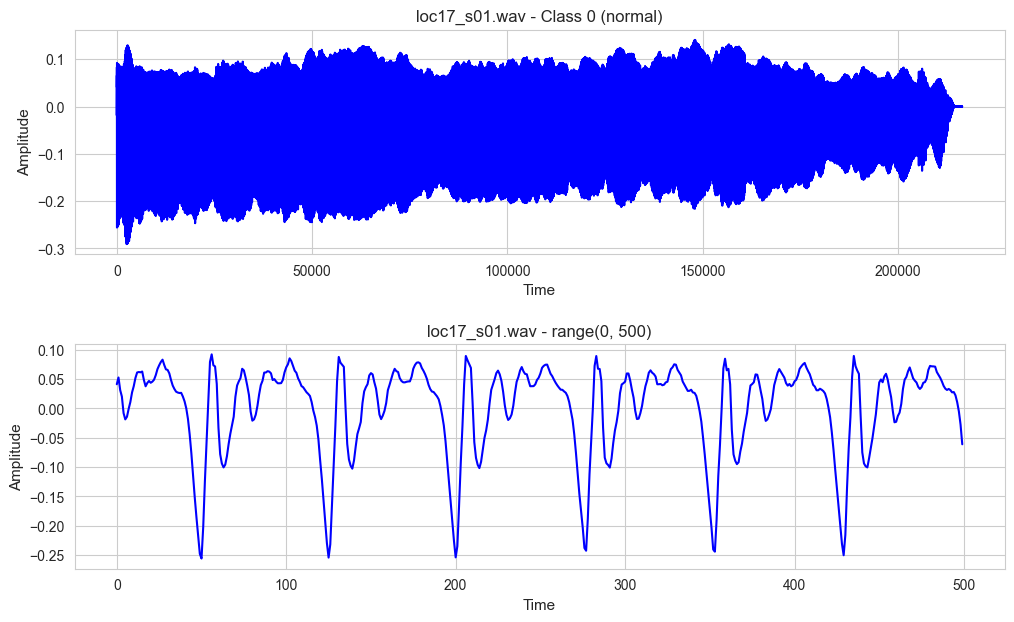 loc17_s01.wav - Class 0 (normal)
Amplitude
0.1
0.0
−0.1
−0.2
−0.3
0 50000 100000 150000 200000
Time
loc17_s01.wav - range(0, 500)
Amplitude
0.10
0.05
0.00
−0.05
−0.10
−0.15
−0.20
−0.25
0 100 200 300 400 500
Time